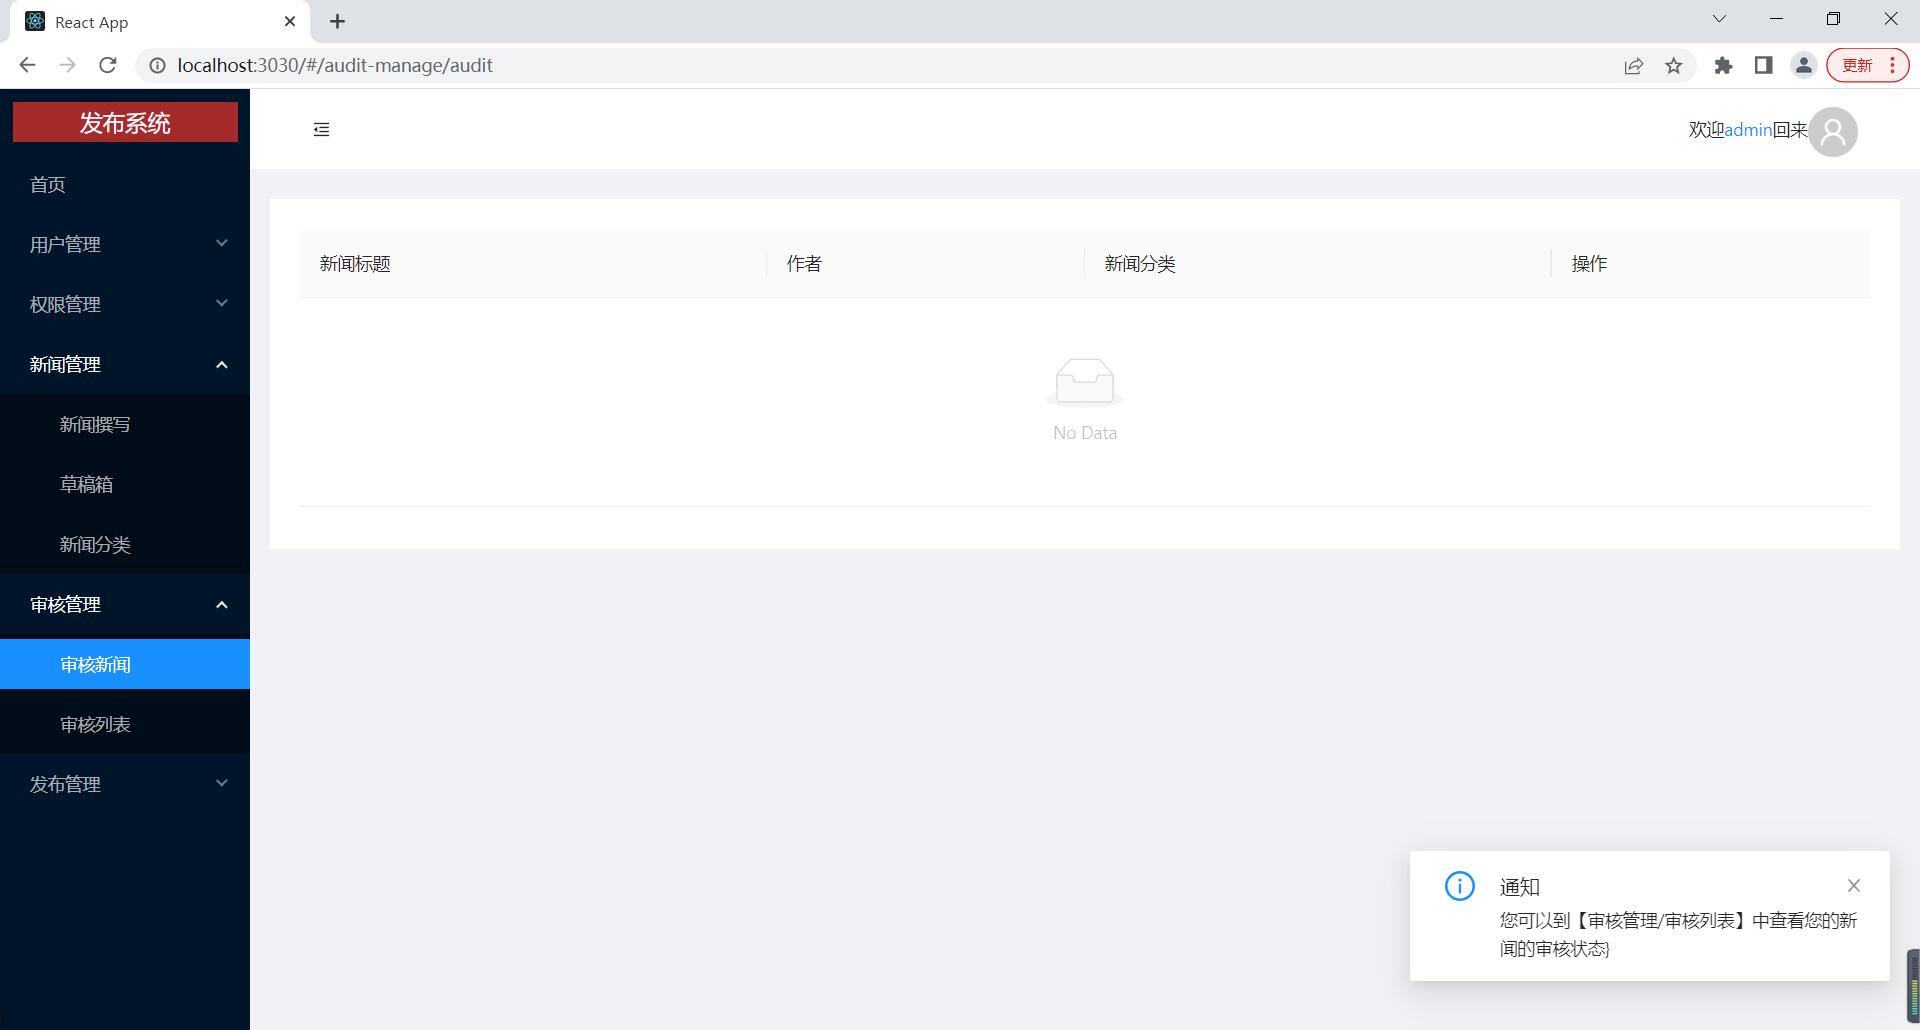 React App
localhost:3030/#/audit-manage/audit
更新
发布系统
欢迎admin回来
首页
用户管理
权限管理
新闻管理
新闻撰写
草稿箱
新闻分类
审核管理
审核新闻
审核列表
发布管理
新闻标题 作者 新闻分类 操作
No Data
通知
您可以到【审核管理/审核列表】中查看您的新
闻的审核状态}